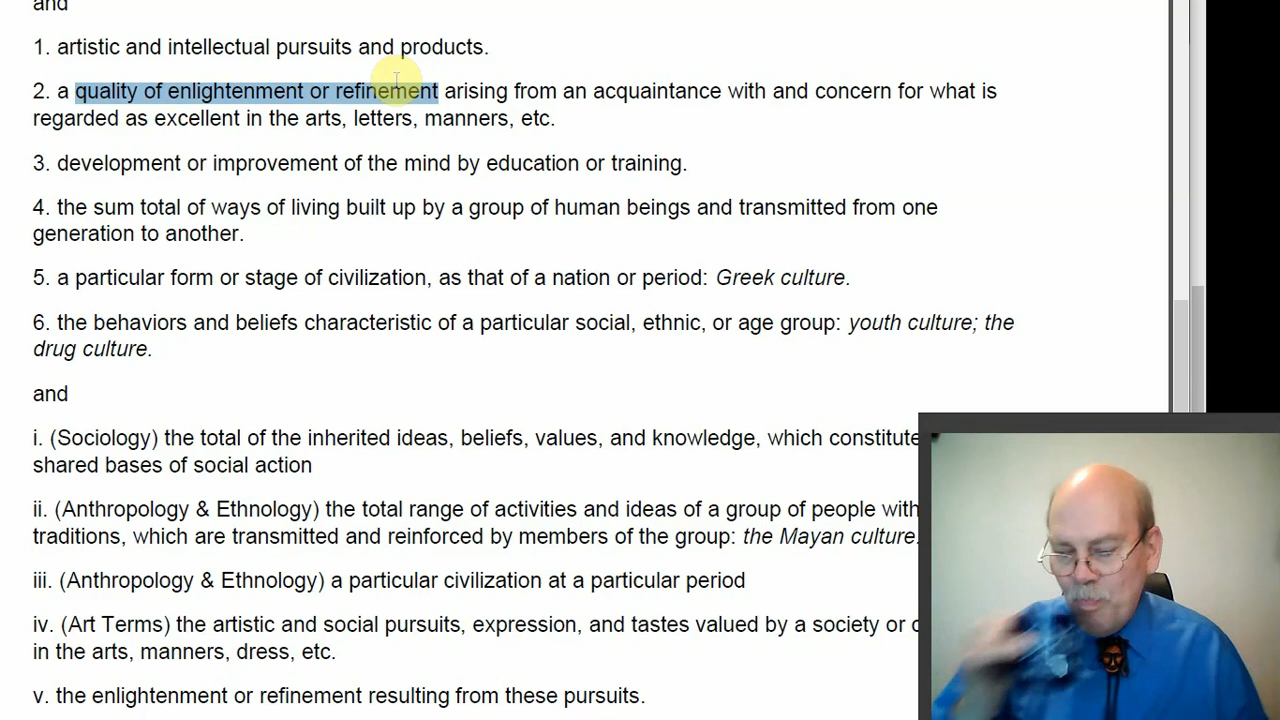 and
1. artistic and intellectual pursuits and products.
2. a quality of enlightenment or refinement arising from an acquaintance with and concern for what is
regarded as excellent in the arts, letters, manners, etc.
3. development or improvement of the mind by education or training.
4. the sum total of ways of living built up by a group of human beings and transmitted from one
generation to another.
5. a particular form or stage of civilization, as that of a nation or period: Greek culture.
6. the behaviors and beliefs characteristic of a particular social, ethnic, or age group: youth culture; the
drug culture.
and
i. (Sociology) the total of the inherited ideas, beliefs, values, and knowledge, which constitute
shared bases of social action
ii. (Anthropology & Ethnology) the total range of activities and ideas of a group of people with
traditions, which are transmitted and reinforced by members of the group: the Mayan culture.
iii. (Anthropology & Ethnology) a particular civilization at a particular period
iv. (Art Terms) the artistic and social pursuits, expression, and tastes valued by a society or
in the arts, manners, dress, etc.
v. the enlightenment or refinement resulting from these pursuits.